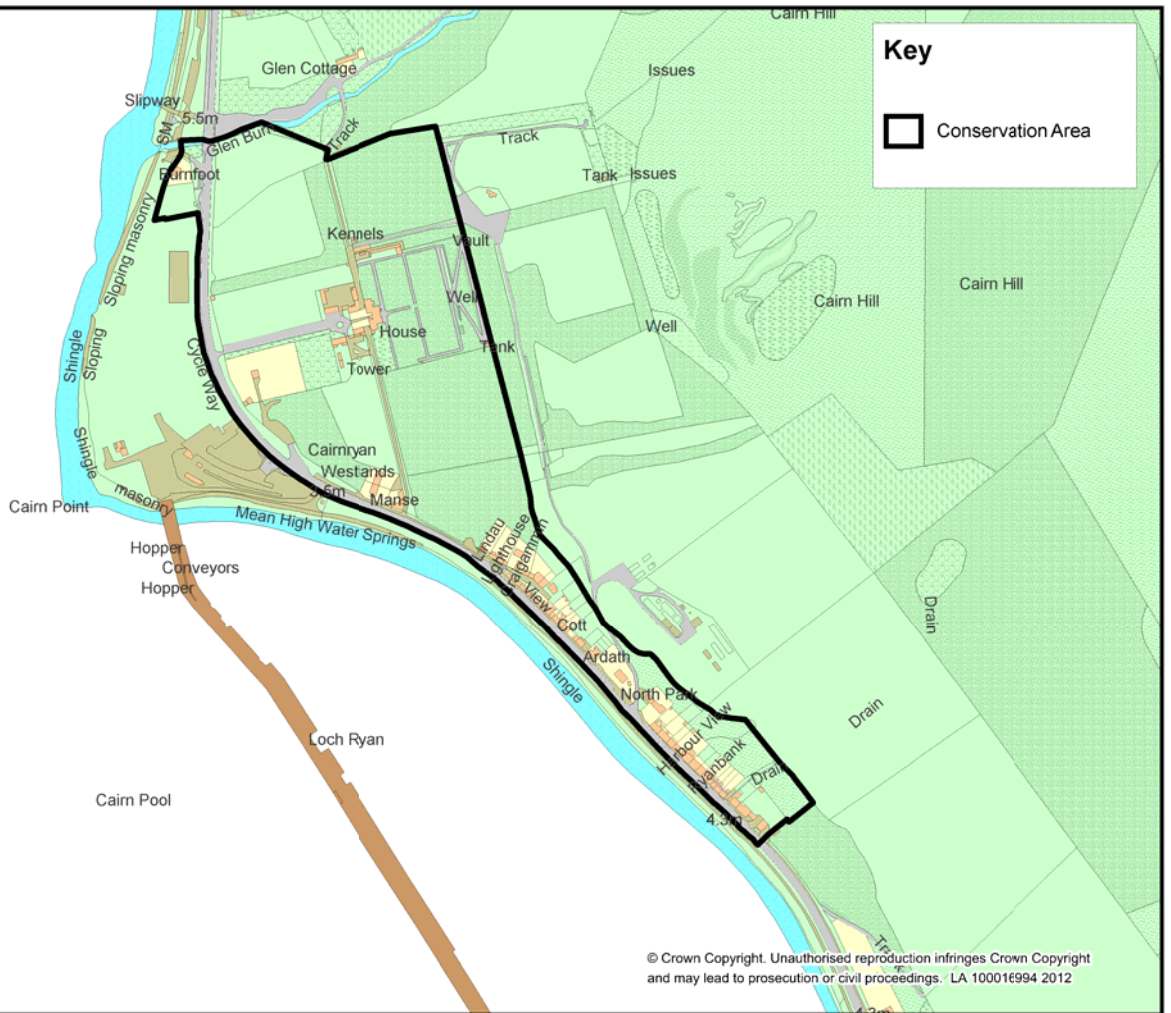 Cairn Hill
Key
Conservation Area
Glen Cottage
Issues
Slipway
5.5m
SM
Glen Burn
Track
Track
Burnfoot
Tank
Issues
Sloping masonry
Kennels
Vault
Well
Cairn Hill
Cairn Hill
House
Well
Tank
Tower
Shingle
Sloping
Cycle Way
Shingle
Cairnryan
Westlands
3.5m
Manse
masonry
Cairn Point
Mean High Water Springs
Lindau
Lighthouse
View
Hopper
Conveyors
Hopper
Cott
Drain
Ardath
Shingle
North Park
Harbour View
Ryanbank
Drain
Drain
Loch Ryan
Cairn Pool
4.3m
Track
© Crown Copyright. Unauthorised reproduction infringes Crown Copyright
and may lead to prosecution or civil proceedings. LA 100016994 2012